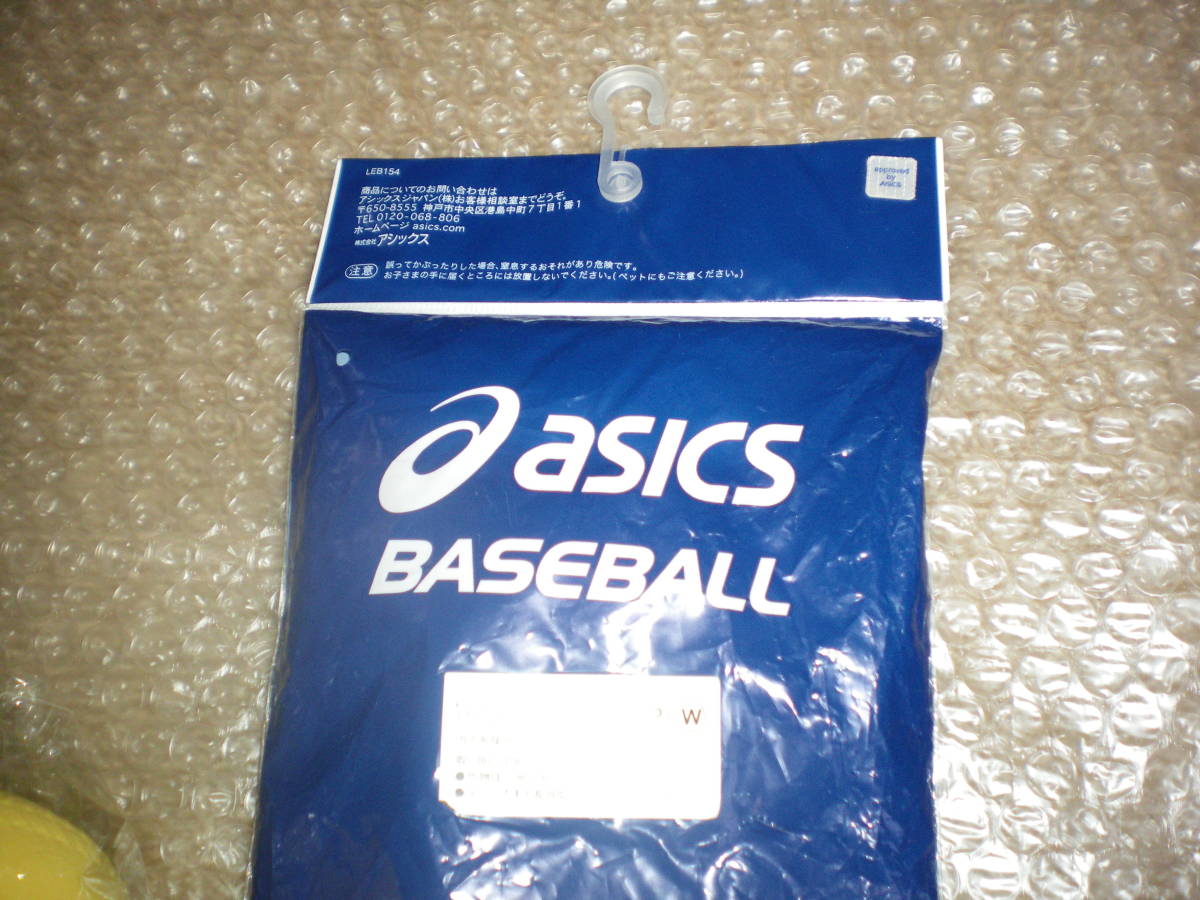 LEB154
商品についてのお問い合わせは
アシックスジャパン(株)お客様相談室までどうぞ。
〒650-8555 神戸市中央区港島中町7丁目1番1
TEL 0120-068-806
ホームページ asics.com
株式会社 アシックス
注意 誤ってかぶったりした場合、窒息するおそれがあり危険です。
お子さまの手に届くところには放置しないでください。(ペットにもご注意ください。)
approved
by
ASICS
asics
BASEBALL
W